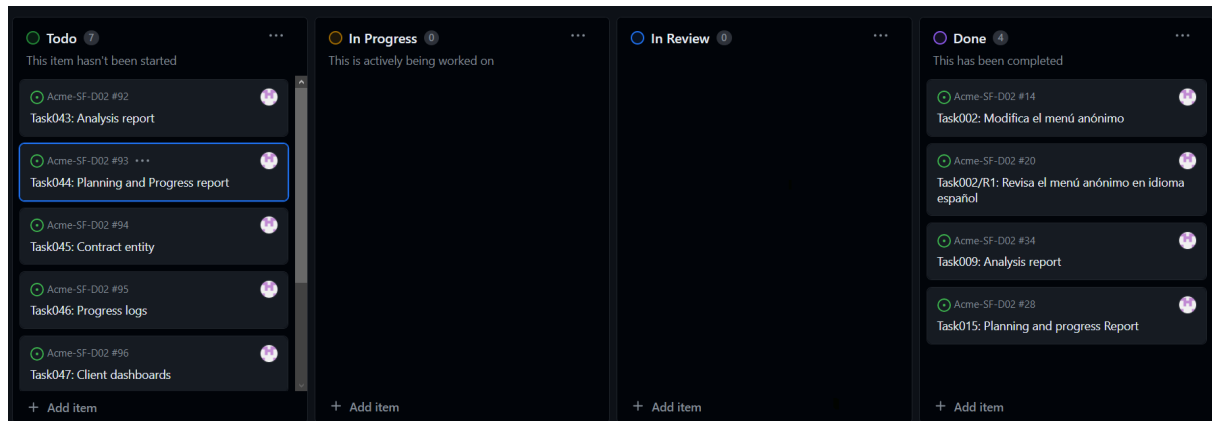 Todo 7
This item hasn't been started
Acme-SF-D02 #92
Task043: Analysis report
Acme-SF-D02 #93
Task044: Planning and Progress report
Acme-SF-D02 #94
Task045: Contract entity
Acme-SF-D02 #95
Task046: Progress logs
Acme-SF-D02 #96
Task047: Client dashboards
+ Add item
In Progress 0
This is actively being worked on
+ Add item
In Review 0
+ Add item
Done 4
This has been completed
Acme-SF-D02 #14
Task002: Modifica el menú anónimo
Acme-SF-D02 #20
Task002/R1: Revisa el menú anónimo en idioma
español
Acme-SF-D02 #34
Task009: Analysis report
Acme-SF-D02 #28
Task015: Planning and progress Report
+ Add item